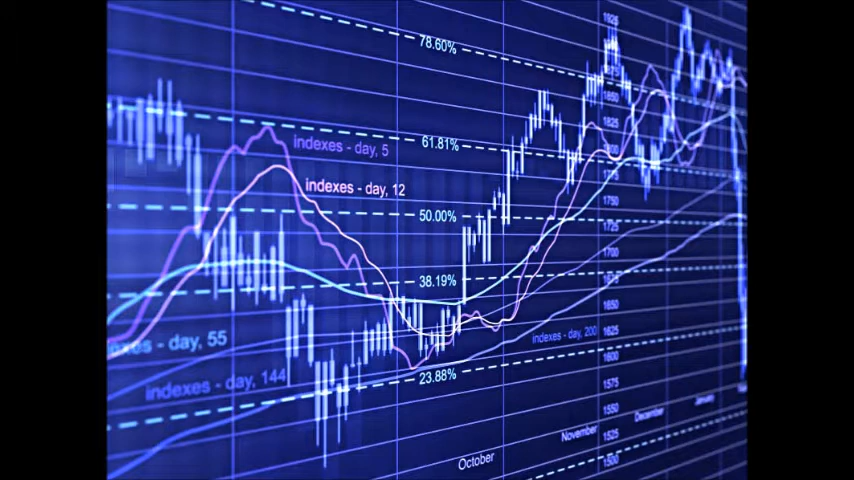 78.60%
61.81%
indexes - day, 5
indexes - day, 12
50.00%
38.19%
indexes - day, 55
indexes - day, 200
indexes - day, 144
23.88%
1925
1850
1825
1800
1750
1725
1700
1650
1625
1600
1575
1550
1525
1500
October
November
December
January